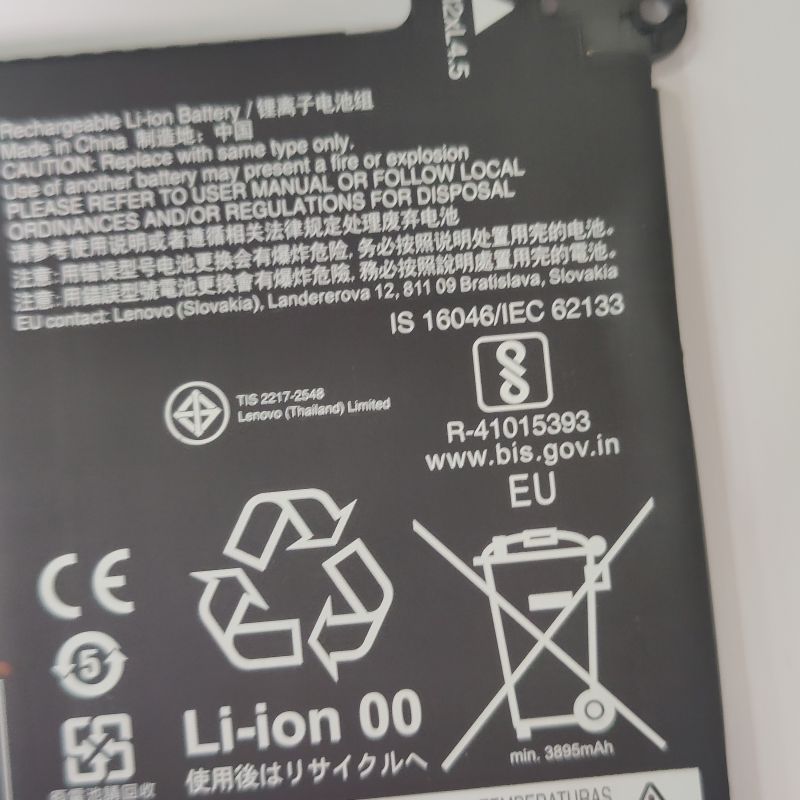 L4.5
Rechargeable Li-ion Battery / 锂离子电池组
Made in China 制造地：中国
CAUTION: Replace with same type only.
Use of another battery may present a fire or explosion
PLEASE REFER TO USER MANUAL OR FOLLOW LOCAL
ORDINANCES AND/OR REGULATIONS FOR DISPOSAL
请参考使用说明或者遵循相关法律规定处理废弃电池
注意:用错误型号电池更换会有爆炸危险,务必按照说明处置用完的电池。
注意:用錯誤型號電池更換會有爆炸危險,務必按照說明處置用完的電池。
EU contact: Lenovo (Slovakia), Landererova 12, 811 09 Bratislava, Slovakia
IS 16046/IEC 62133
TIS 2217-2548
Lenovo (Thailand) Limited
R-41015393
www.bis.gov.in
EU
CE
5
Li-ion 00
使用後はリサイクルへ
min. 3895mAh
電池請回收
TEMPERATURAS